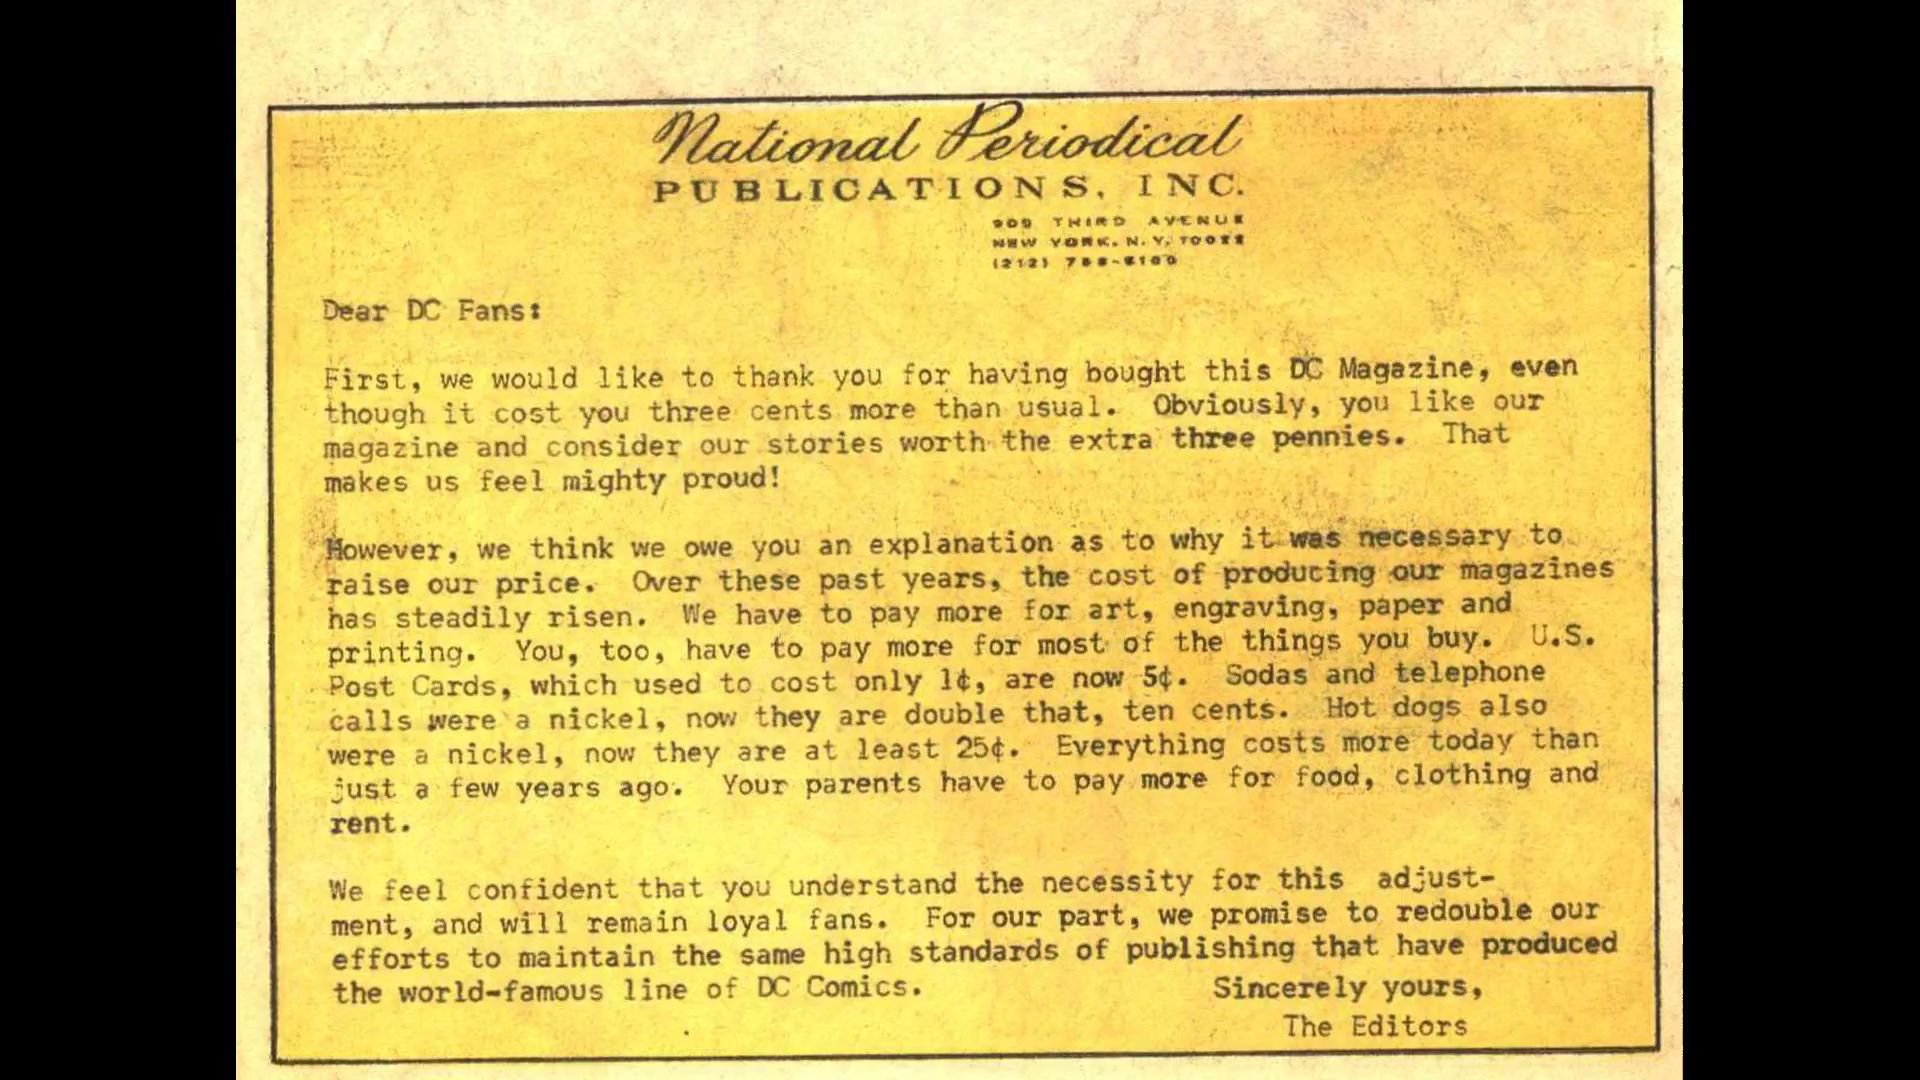 National Periodical
PUBLICATIONS, INC.
909 THIRD AVENUE
NEW YORK, N. Y.
(212)
Dear DC Fans:
First, we would like to thank you for having bought this DC Magazine, even
though it cost you three cents more than usual. Obviously, you like our
magazine and consider our stories worth the extra three pennies. That
makes us feel mighty proud!
However, we think we owe you an explanation as to why it was necessary to
raise our price. Over these past years, the cost of producing our magazines
has steadily risen. We have to pay more for art, engraving, paper and
printing. You, too, have to pay more for most of the things you buy. U.S.
Post Cards, which used to cost only 1¢, are now 5¢. Sodas and telephone
calls were a nickel, now they are double that, ten cents. Hot dogs also
were a nickel, now they are at least 25¢. Everything costs more today than
just a few years ago. Your parents have to pay more for food, clothing and
rent.
We feel confident that you understand the necessity for this adjust-
ment, and will remain loyal fans. For our part, we promise to redouble our
efforts to maintain the same high standards of publishing that have produced
the world-famous line of DC Comics.
Sincerely yours,
The Editors